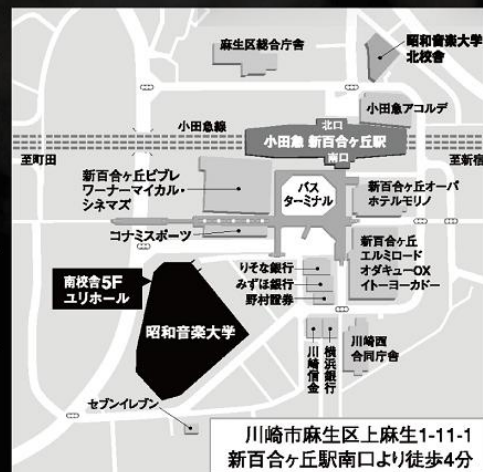 麻生区総合庁舎
昭和音楽大学
北校舎
小田急アコルデ
小田急線
北口
小田急 新百合ヶ丘駅
南口
至町田
至新宿
新百合ヶ丘ビブレ
ワーナーマイカル・
シネマズ
バス
ターミナル
新百合ヶ丘オーパ
ホテルモリノ
コナミスポーツ
新百合ヶ丘
エルミロード
オダキューOX
イトーヨーカドー
りそな銀行
みずほ銀行
野村證券
南校舎5F
ユリホール
昭和音楽大学
川崎信金
横浜銀行
川崎西
合同庁舎
セブンイレブン
川崎市麻生区上麻生1-11-1
新百合ヶ丘駅南口より徒歩4分